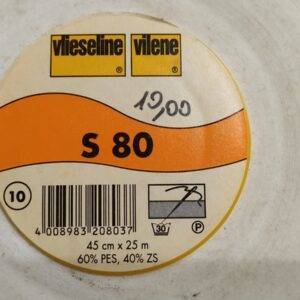 vlieseline ® vilene ®
19,00
S 80
10
30 P
4 008983 208037
45 cm x 25 m
60% PES, 40% ZS